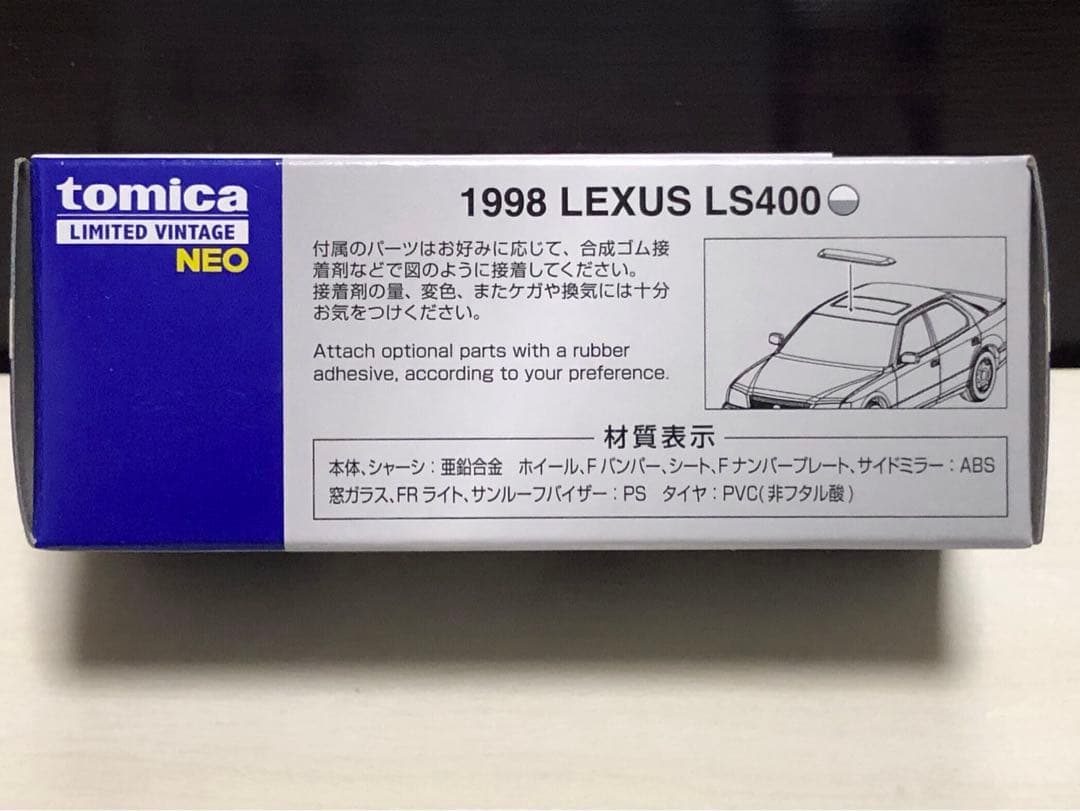 tomica
LIMITED VINTAGE
NEO
1998 LEXUS LS400
付属のパーツはお好みに応じて、合成ゴム接
着剤などで図のように接着してください。
接着剤の量、変色、またケガや換気には十分
お気をつけください。
Attach optional parts with a rubber
adhesive, according to your preference.
材質表示
本体、シャーシ：亜鉛合金　ホイール、Fバンパー、シート、Fナンバープレート、サイドミラー：ABS
窓ガラス、FRライト、サンルーフバイザー：PS　タイヤ：PVC(非フタル酸)